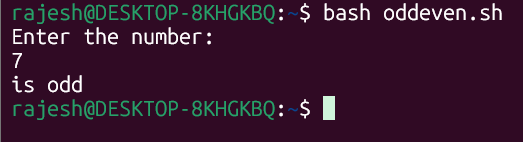 rajesh@DESKTOP-8KHGKBQ:~$ bash oddeven.sh
Enter the number:
7
is odd
rajesh@DESKTOP-8KHGKBQ:~$